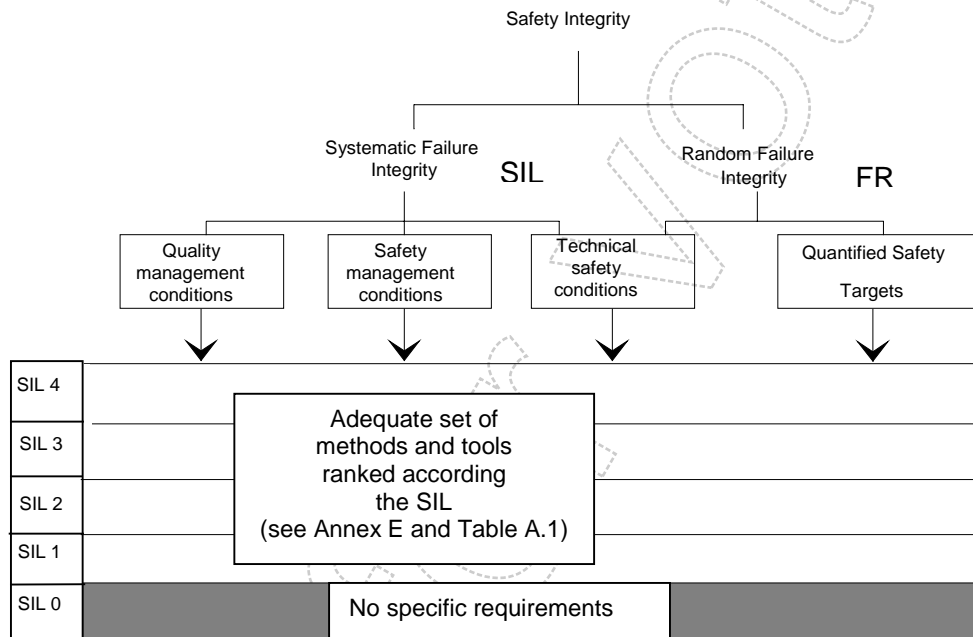 Safety Integrity
Systematic Failure
Integrity
SIL
Random Failure
Integrity
FR
Quality
management
conditions
Safety
management
conditions
Technical
safety
conditions
Quantified Safety
Targets
SIL 4
SIL 3
SIL 2
SIL 1
SIL 0
Adequate set of
methods and tools
ranked according
the SIL
(see Annex E and Table A.1)
No specific requirements